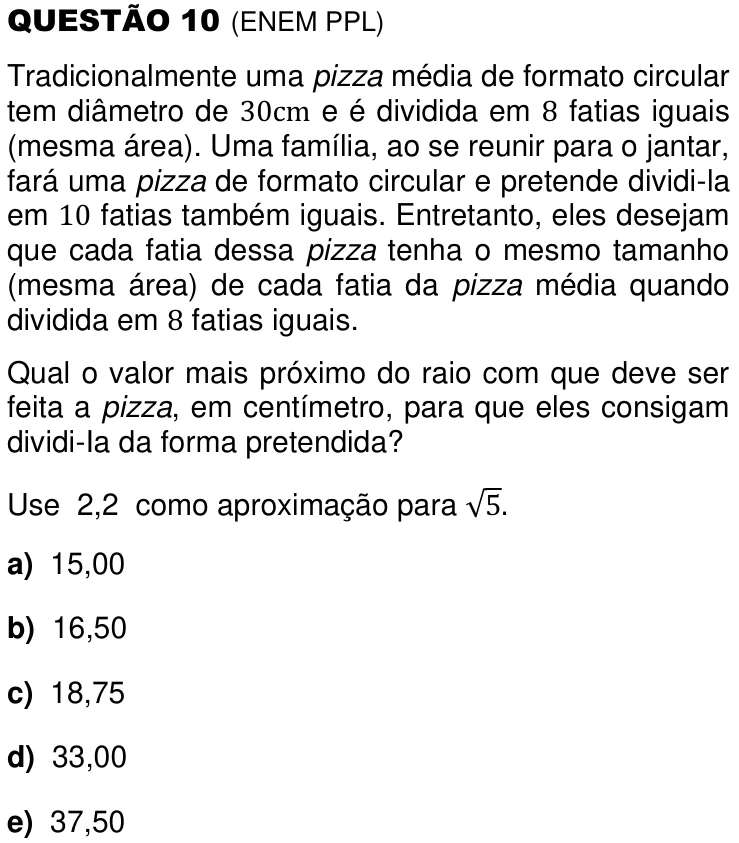 QUESTÃO 10 (ENEM PPL)
Tradicionalmente uma pizza média de formato circular
tem diâmetro de 30cm e é dividida em 8 fatias iguais
(mesma área). Uma família, ao se reunir para o jantar,
fará uma pizza de formato circular e pretende dividi-la
em 10 fatias também iguais. Entretanto, eles desejam
que cada fatia dessa pizza tenha o mesmo tamanho
(mesma área) de cada fatia da pizza média quando
dividida em 8 fatias iguais.
Qual o valor mais próximo do raio com que deve ser
feita a pizza, em centímetro, para que eles consigam
dividi-la da forma pretendida?
Use 2,2 como aproximação para √5.
a) 15,00
b) 16,50
c) 18,75
d) 33,00
e) 37,50